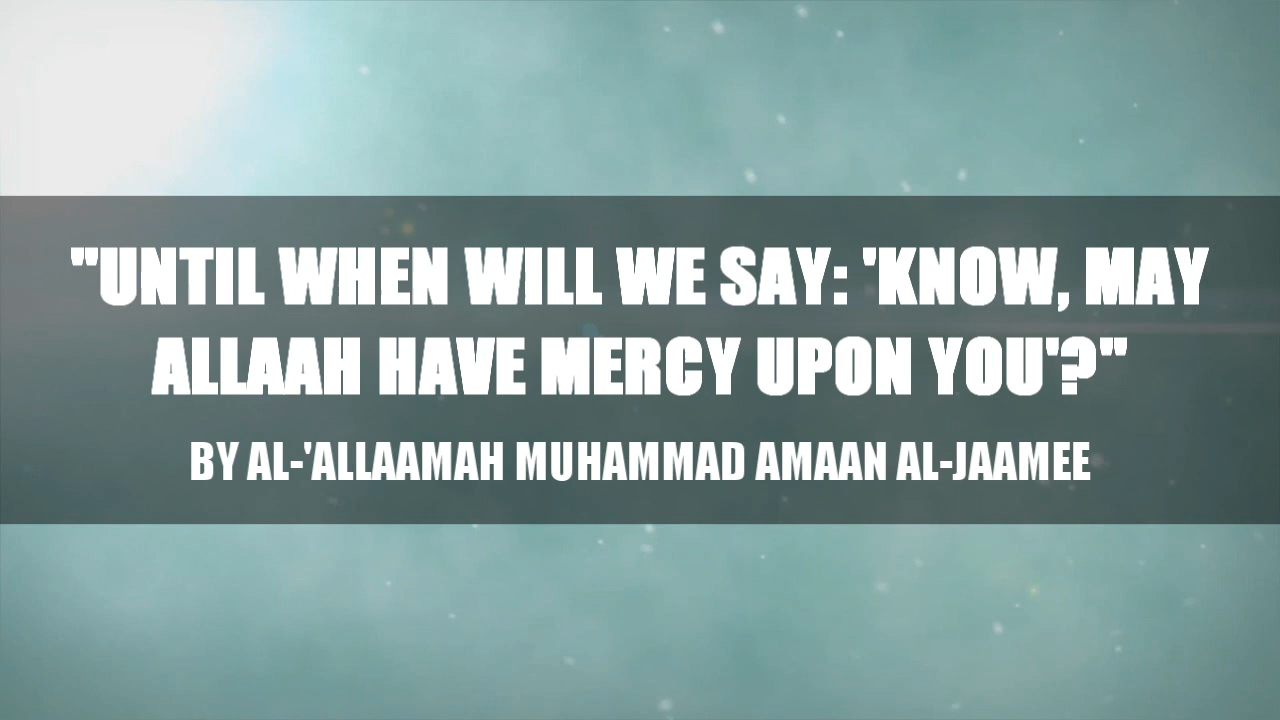 "UNTIL WHEN WILL WE SAY: 'KNOW, MAY
ALLAAH HAVE MERCY UPON YOU'?"
BY AL-'ALLAAMAH MUHAMMAD AMAAN AL-JAAMEE